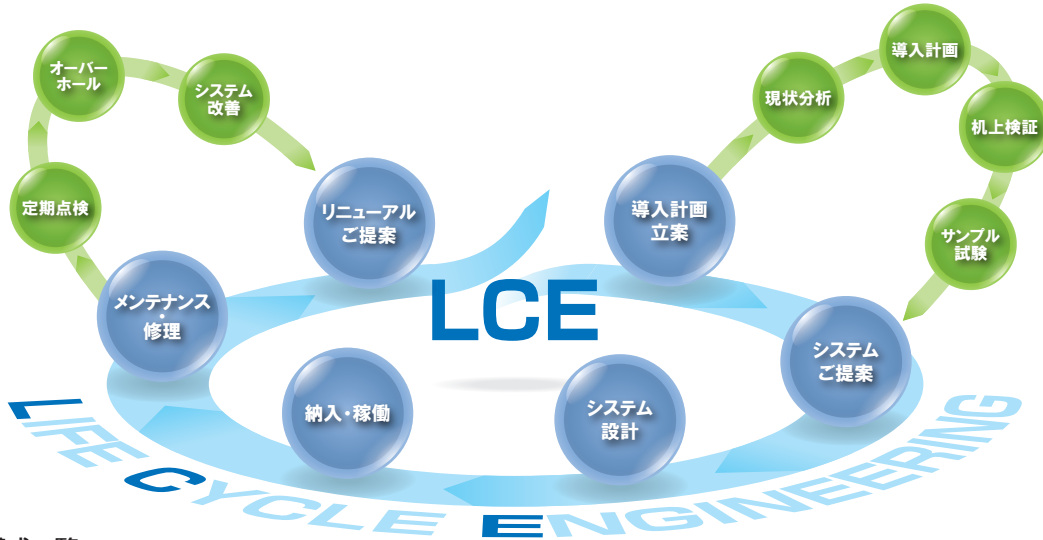 オーバー
ホール
システム
改善
定期点検
リニューアル
ご提案
メンテナンス
・
修理
現状分析
導入計画
机上検証
サンプル
試験
導入計画
立案
システム
ご提案
LCE
納入・稼働
システム
設計
LIFE CYCLE ENGINEERING